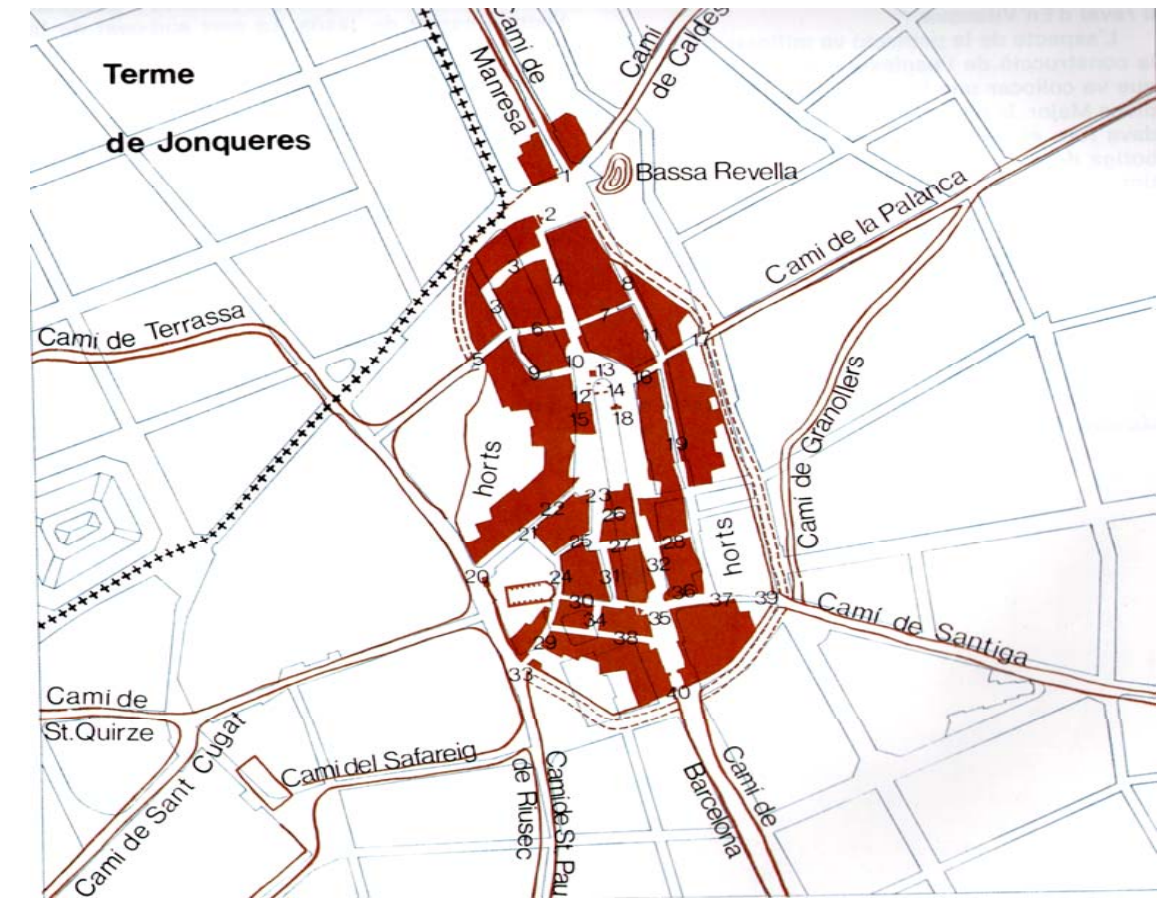 Terme
de Jonqueres
Camí de
Manresa
Camí
de Caldes
Bassa Revella
Camí de la Palanca
Camí de Terrassa
Camí de Granollers
horts
horts
Camí de Santiga
Camí de
St.Quirze
Camí de Sant Cugat
Camí del Safareig
Camí de St. Pau
de Riusec
Camí de
Barcelona
1
2
3
4
8
3
7
6
11
5
10
9
13
17
16
12
14
15
18
19
23
22
26
21
25
27
28
20
24
31
32
30
36
37
39
34
35
29
38
33
40